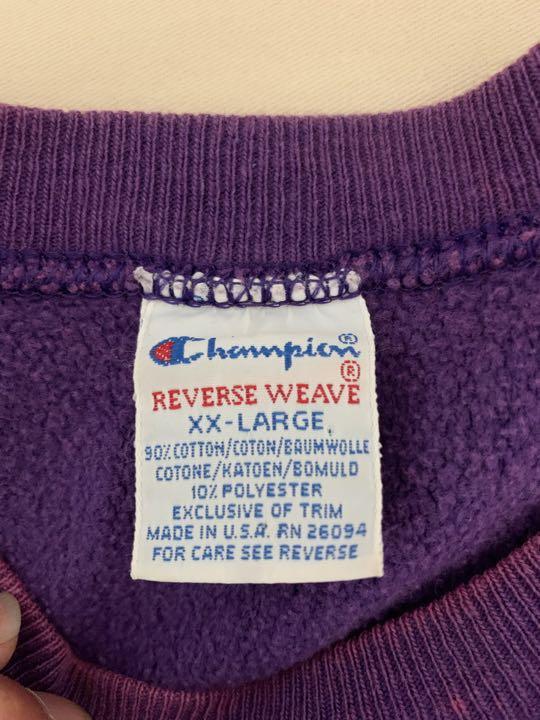 Champion®
REVERSE WEAVE®
XX-LARGE.
90% COTTON/COTON/BAUMWOLLE
COTONE/KATOEN/BOMULD
10% POLYESTER
EXCLUSIVE OF TRIM
MADE IN U.S.A. RN 26094
FOR CARE SEE REVERSE